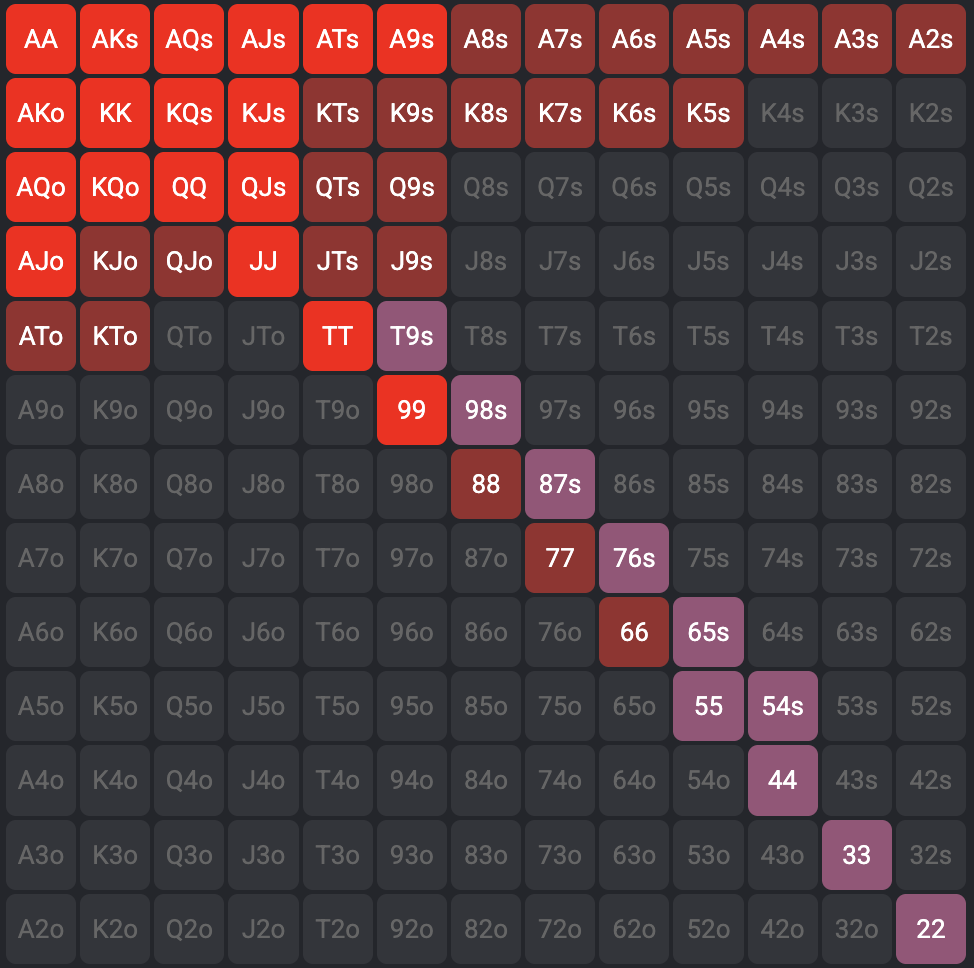 AA AKs AQs AJs ATs A9s A8s A7s A6s A5s A4s A3s A2s
AKo KK KQs KJs KTs K9s K8s K7s K6s K5s K4s K3s K2s
AQo KQo QQ QJs QTs Q9s Q8s Q7s Q6s Q5s Q4s Q3s Q2s
AJo KJo QJo JJ JTs J9s J8s J7s J6s J5s J4s J3s J2s
ATo KTo QTo JTo TT T9s T8s T7s T6s T5s T4s T3s T2s
A9o K9o Q9o J9o T9o 99 98s 97s 96s 95s 94s 93s 92s
A8o K8o Q8o J8o T8o 98o 88 87s 86s 85s 84s 83s 82s
A7o K7o Q7o J7o T7o 97o 87o 77 76s 75s 74s 73s 72s
A6o K6o Q6o J6o T6o 96o 86o 76o 66 65s 64s 63s 62s
A5o K5o Q5o J5o T5o 95o 85o 75o 65o 55 54s 53s 52s
A4o K4o Q4o J4o T4o 94o 84o 74o 64o 54o 44 43s 42s
A3o K3o Q3o J3o T3o 93o 83o 73o 63o 53o 43o 33 32s
A2o K2o Q2o J2o T2o 92o 82o 72o 62o 52o 42o 32o 22